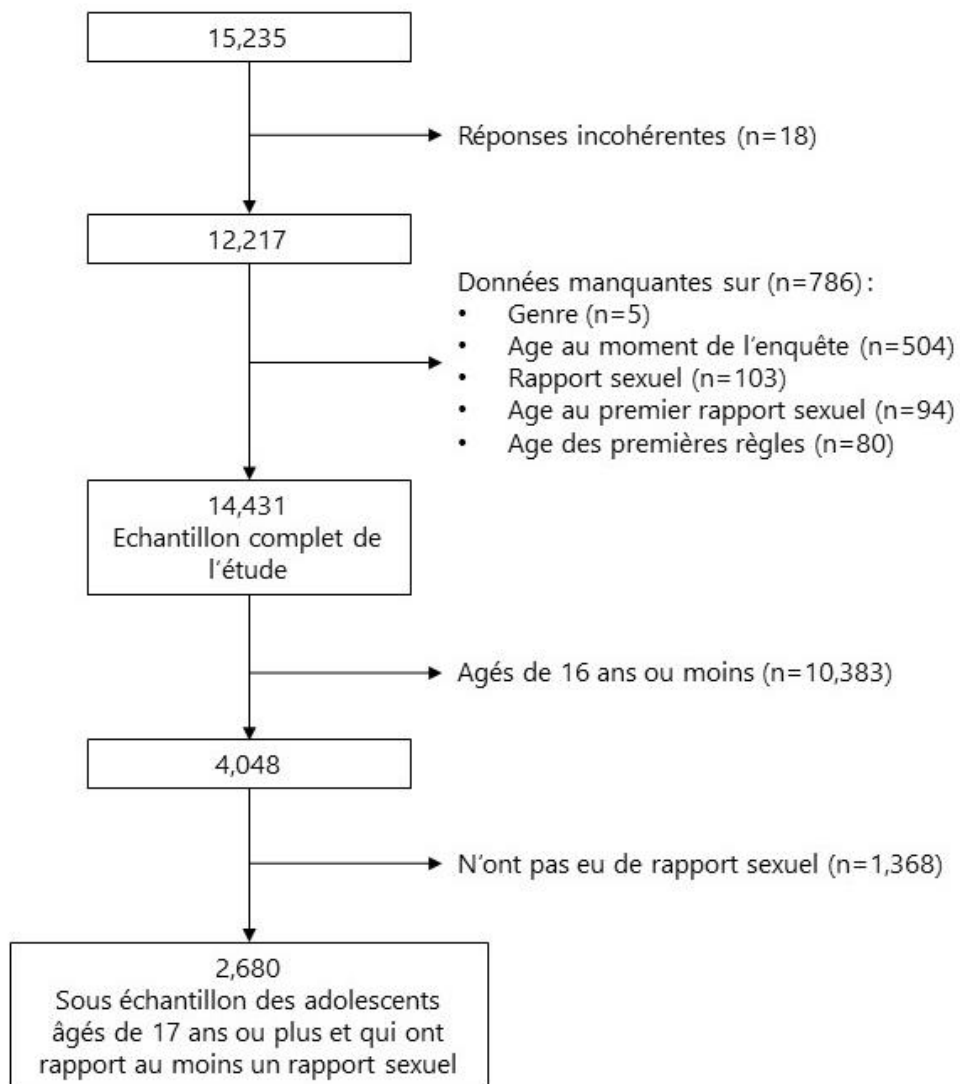 15,235
Réponses incohérentes (n=18)
12,217
Données manquantes sur (n=786) :
• Genre (n=5)
• Age au moment de l'enquête (n=504)
• Rapport sexuel (n=103)
• Age au premier rapport sexuel (n=94)
• Age des premières règles (n=80)
14,431
Echantillon complet de
l'étude
Agés de 16 ans ou moins (n=10,383)
4,048
N'ont pas eu de rapport sexuel (n=1,368)
2,680
Sous échantillon des adolescents
âgés de 17 ans ou plus et qui ont
rapport au moins un rapport sexuel